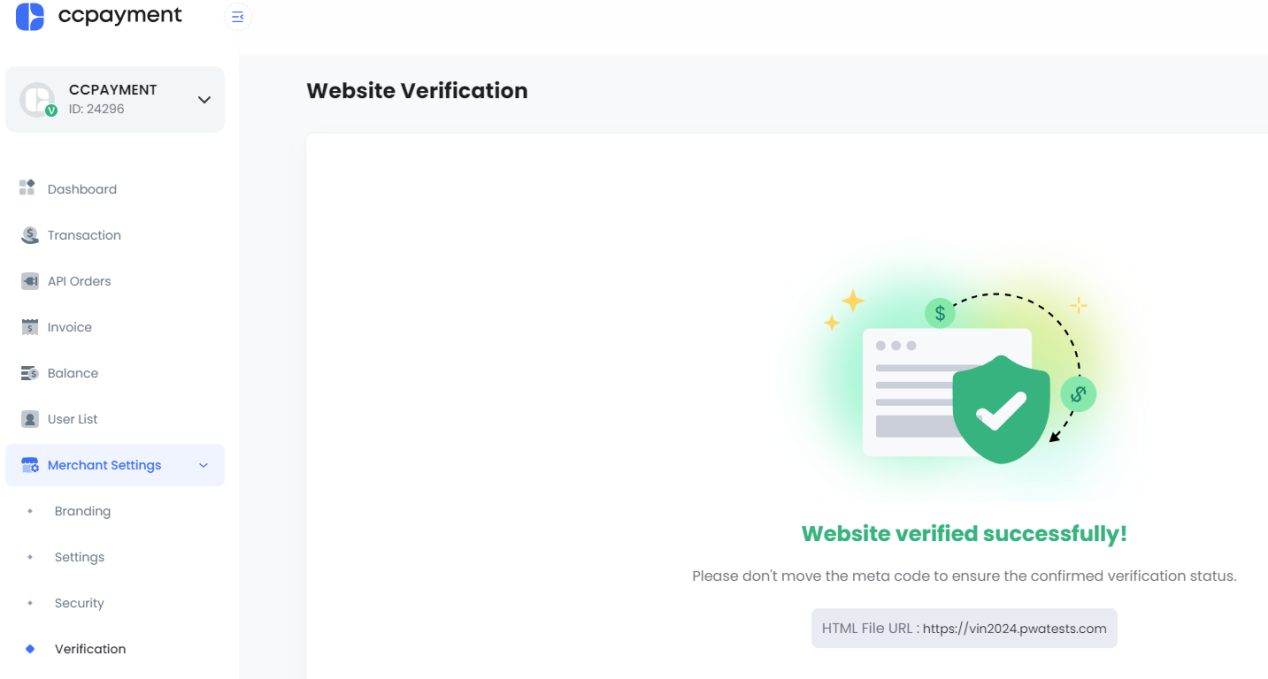 ccpayment
CCPAYMENT
ID: 24296
Dashboard
Transaction
API Orders
Invoice
Balance
User List
Merchant Settings
Branding
Settings
Security
Verification
Website Verification
$
$
Website verified successfully!
Please don't move the meta code to ensure the confirmed verification status.
HTML File URL : https://vin2024.pwatests.com